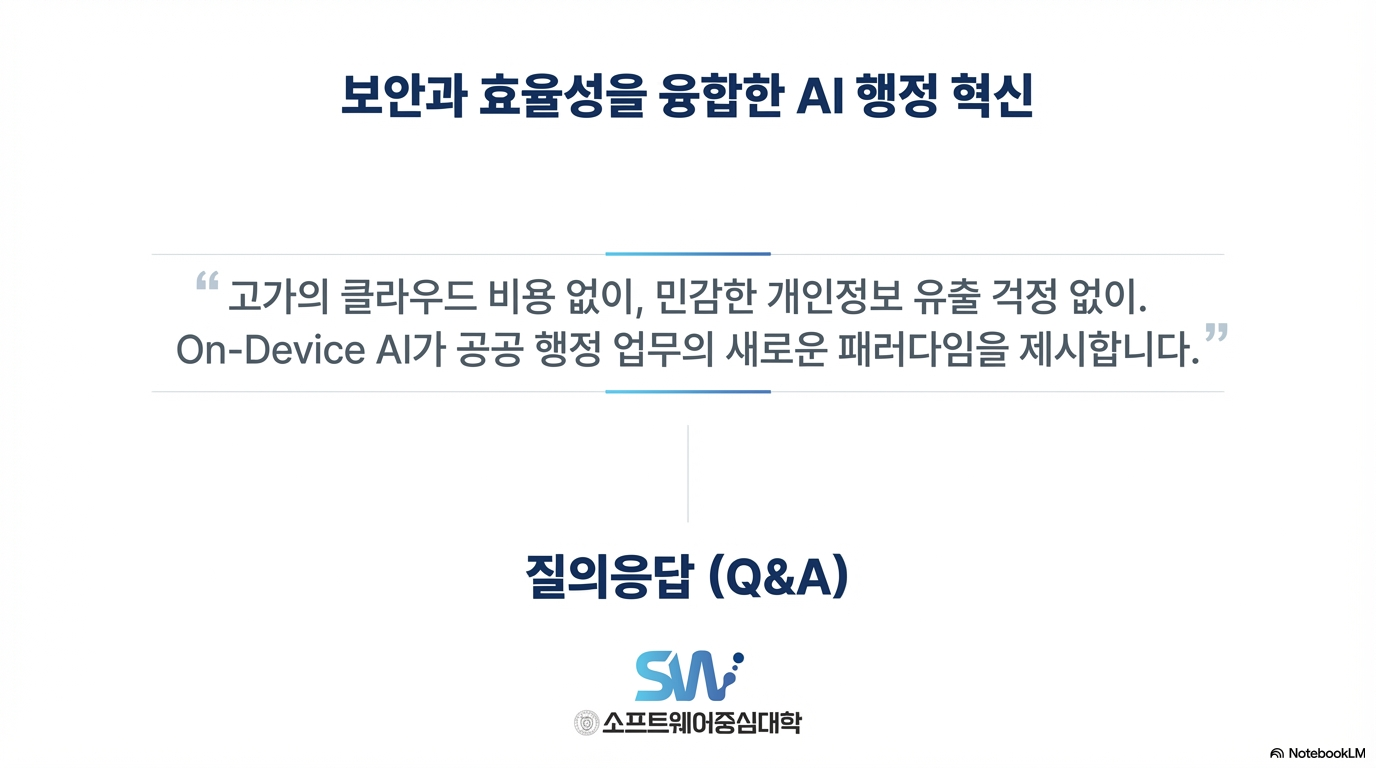 보안과 효율성을 융합한 AI 행정 혁신
“ 고가의 클라우드 비용 없이, 민감한 개인정보 유출 걱정 없이.
On-Device AI가 공공 행정 업무의 새로운 패러다임을 제시합니다. ”
질의응답 (Q&A)
SW
소프트웨어중심대학
NotebookLM